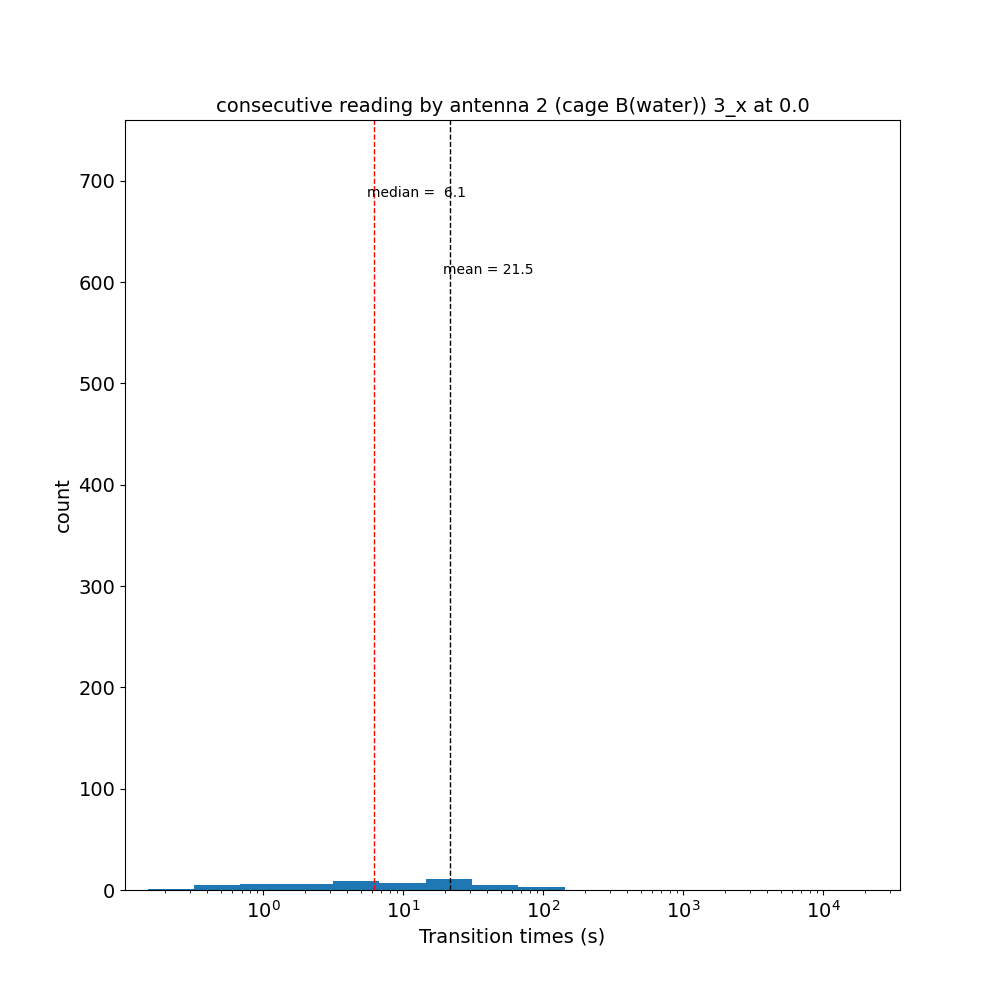 consecutive reading by antenna 2 (cage B(water)) 3_x at 0.0
700
median =  6.1
mean = 21.5
600
500
400
count
300
200
100
0
10^0 10^1 10^2 10^3 10^4
Transition times (s)